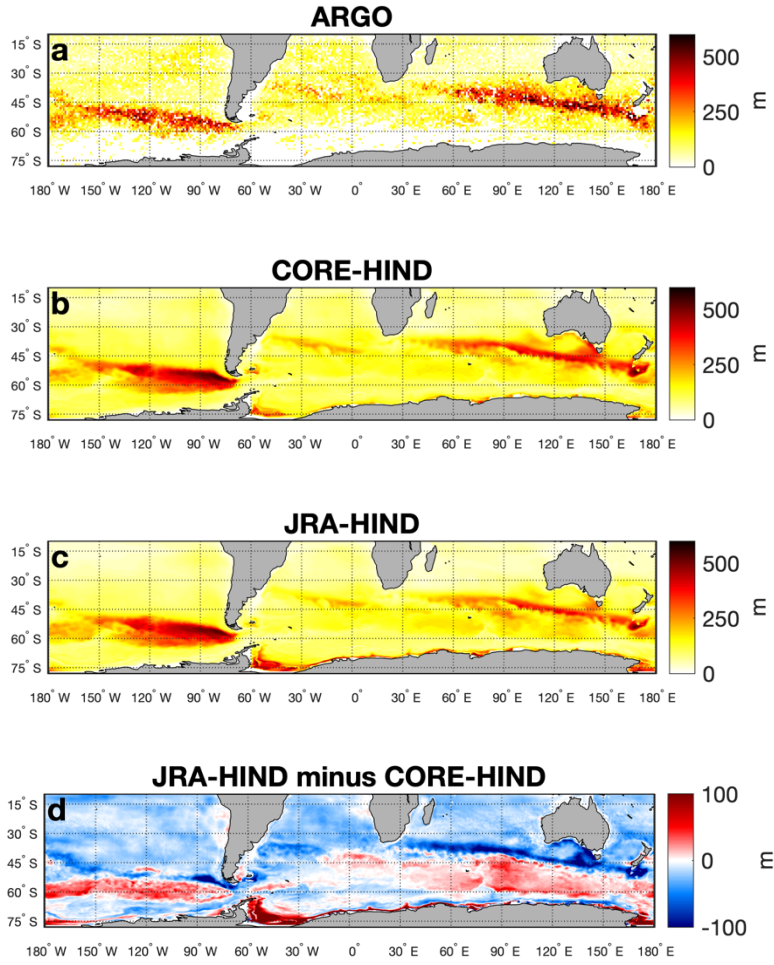 ARGO
a
15° S
30° S
45° S
60° S
75° S
180° W 150° W 120° W 90° W 60° W 30° W 0° 30° E 60° E 90° E 120° E 150° E 180° E
500
250
0
m
CORE-HIND
b
15° S
30° S
45° S
60° S
75° S
180° W 150° W 120° W 90° W 60° W 30° W 0° 30° E 60° E 90° E 120° E 150° E 180° E
500
250
0
m
JRA-HIND
c
15° S
30° S
45° S
60° S
75° S
180° W 150° W 120° W 90° W 60° W 30° W 0° 30° E 60° E 90° E 120° E 150° E 180° E
500
250
0
m
JRA-HIND minus CORE-HIND
d
15° S
30° S
45° S
60° S
75° S
180° W 150° W 120° W 90° W 60° W 30° W 0° 30° E 60° E 90° E 120° E 150° E 180° E
100
0
-100
m